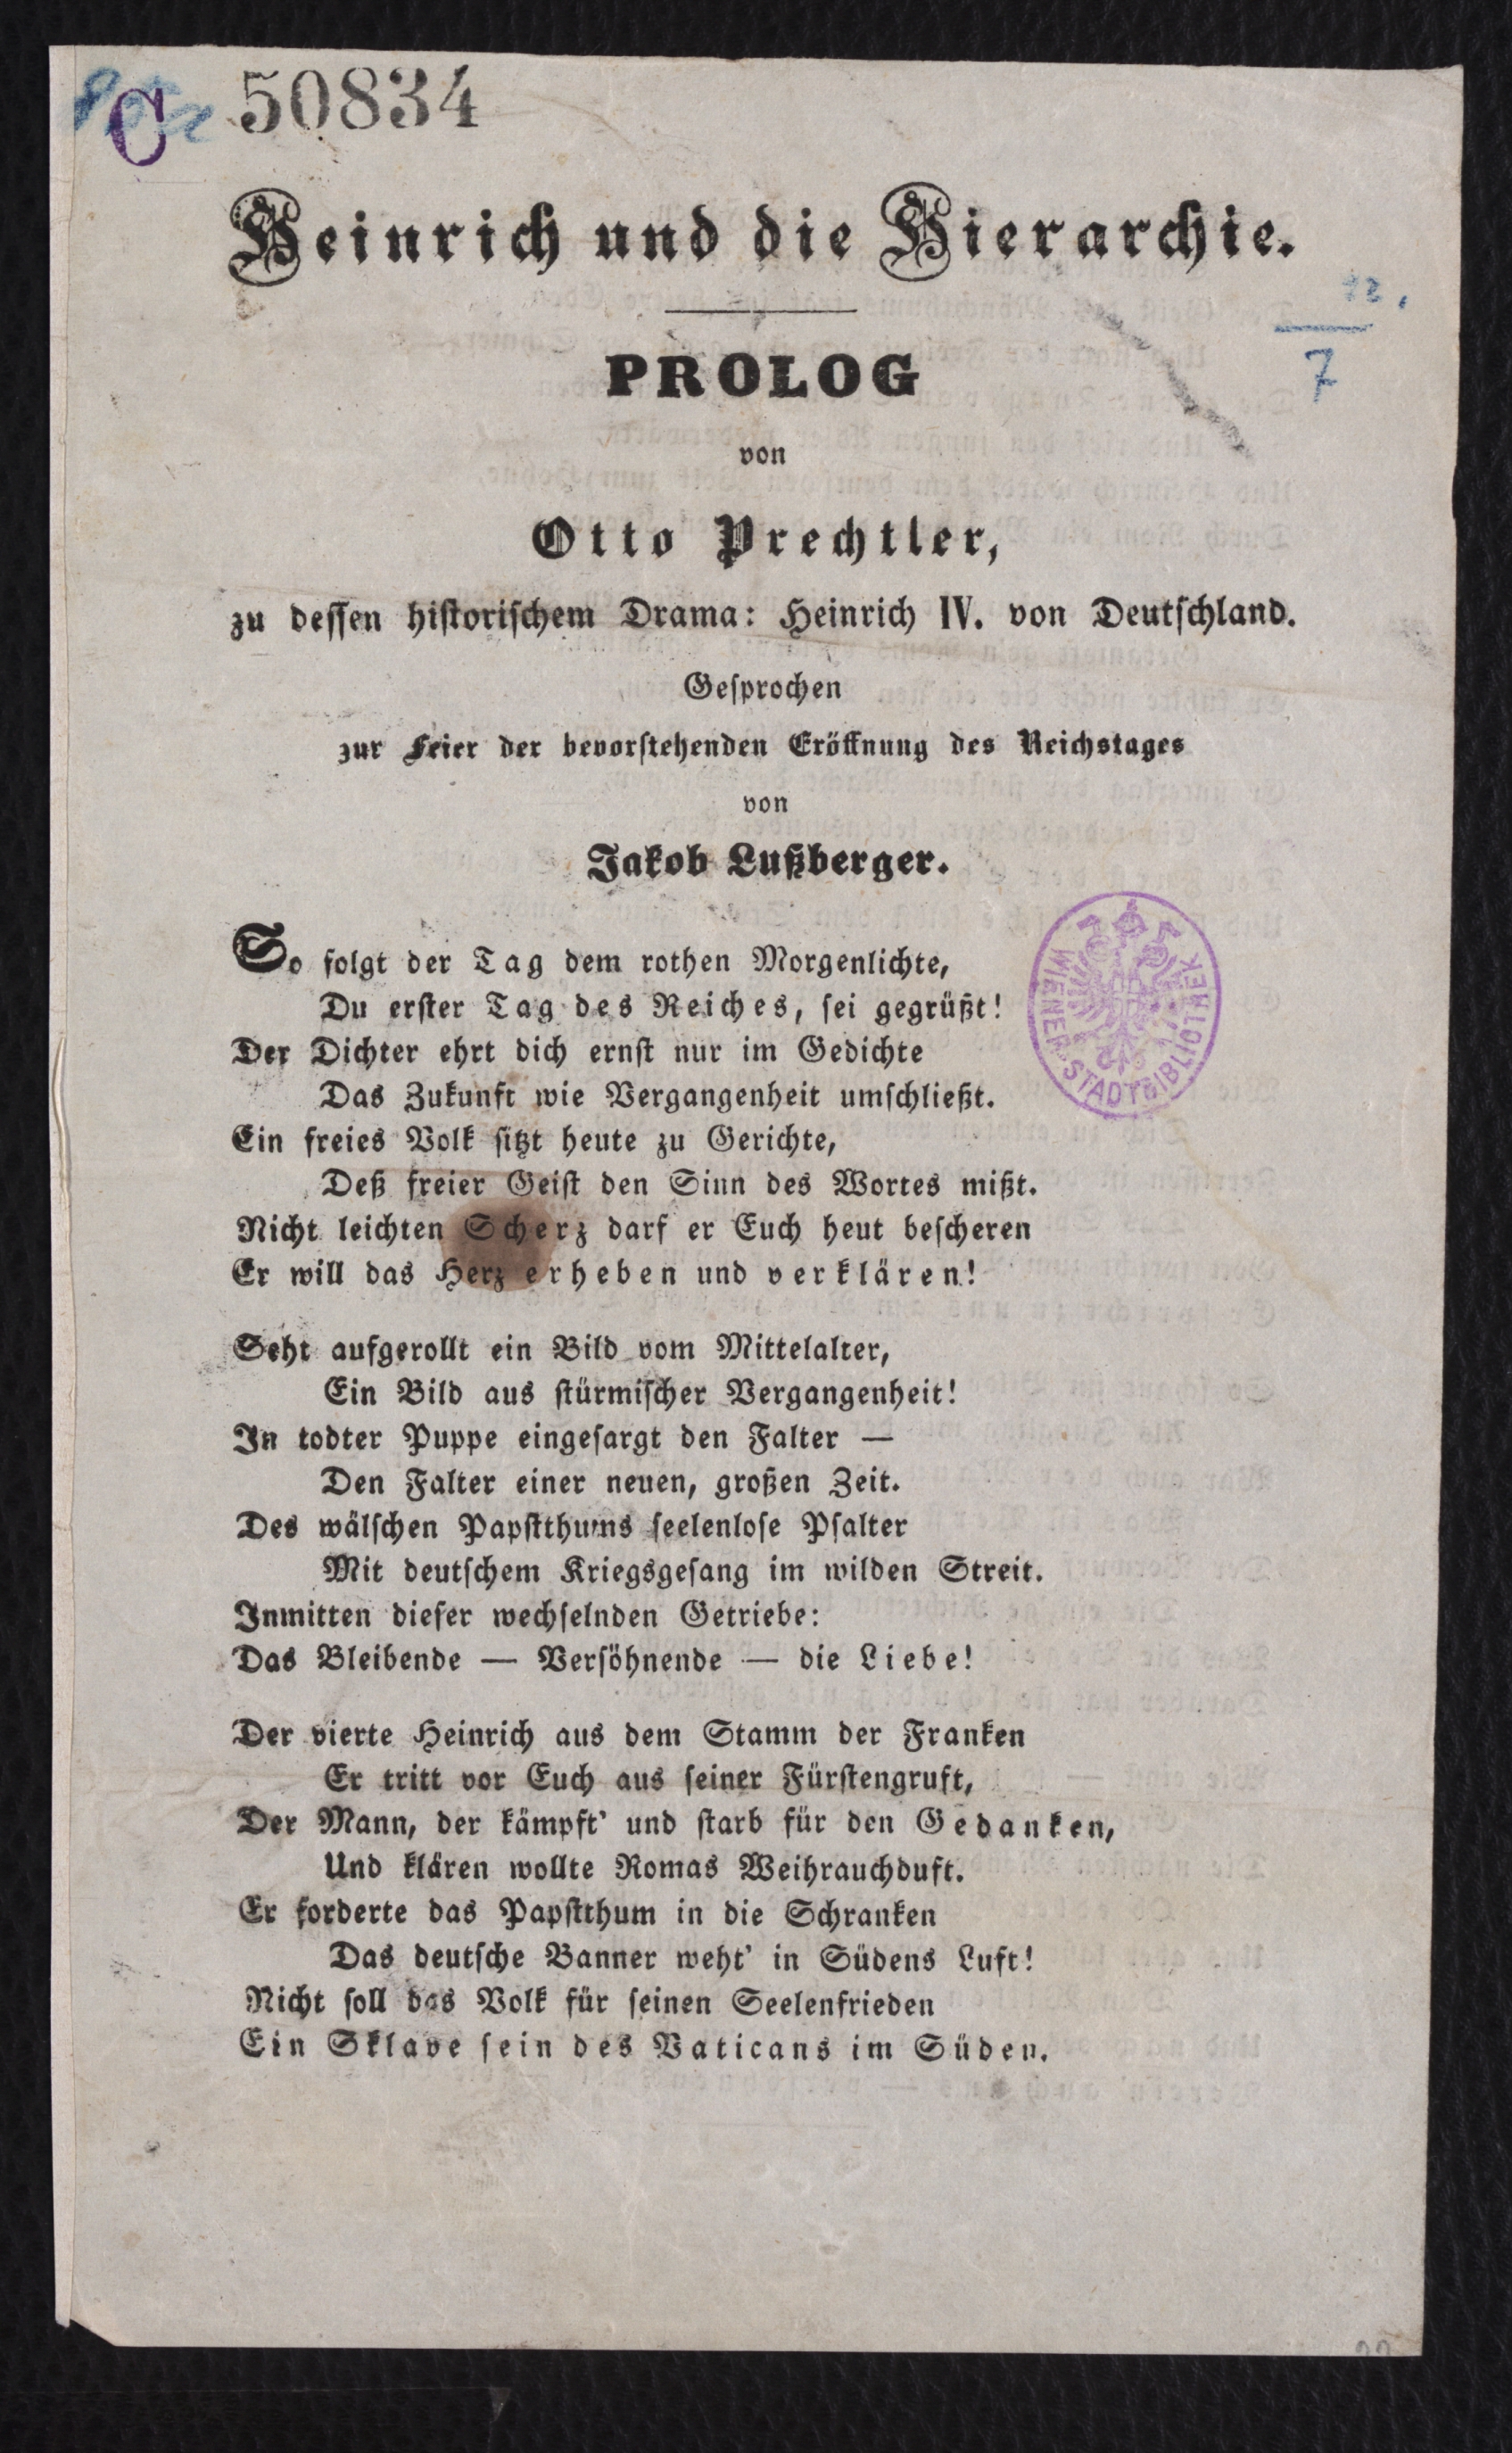 C 50834
Heinrich und die Hierarchie.
12.
7
PROLOG
von
Otto Prechtler,
zu dessen historischem Drama: Heinrich IV. von Deutschland.
Gesprochen
zur Feier der bevorstehenden Eröffnung des Reichstages
von
Jakob Lußberger.
So folgt der Tag dem rothen Morgenlichte,
Du erster Tag des Reiches, sei gegrüßt!
Der Dichter ehrt dich ernst nur im Gedichte
Das Zukunft wie Vergangenheit umschließt.
Ein freies Volk sitzt heute zu Gerichte,
Deß freier Geist den Sinn des Wortes mißt.
Nicht leichten Scherz darf er Euch heut bescheren
Er will das Herz erheben und verklären!
WIENER STADTBIBLIOTHEK
Seht aufgerollt ein Bild vom Mittelalter,
Ein Bild aus stürmischer Vergangenheit!
In todter Puppe eingesargt den Falter —
Den Falter einer neuen, großen Zeit.
Des wälschen Papstthums seelenlose Psalter
Mit deutschem Kriegsgesang im wilden Streit.
Inmitten dieser wechselnden Getriebe:
Das Bleibende — Versöhnende — die Liebe!
Der vierte Heinrich aus dem Stamm der Franken
Er tritt vor Euch aus seiner Fürstengruft,
Der Mann, der kämpft' und starb für den Gedanken,
Und klären wollte Romas Weihrauchduft.
Er forderte das Papstthum in die Schranken
Das deutsche Banner weht' in Südens Luft!
Nicht soll das Volk für seinen Seelenfrieden
Ein Sklave sein des Vaticans im Süden.